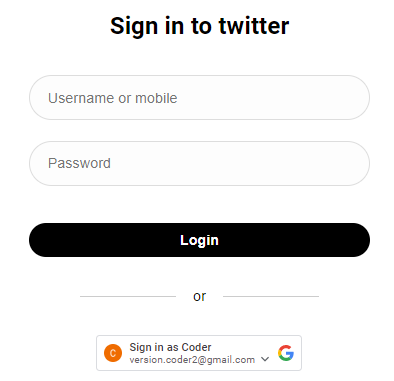 Sign in to twitter
Username or mobile
Password
Login
or
C
Sign in as Coder
version.coder2@gmail.com
G